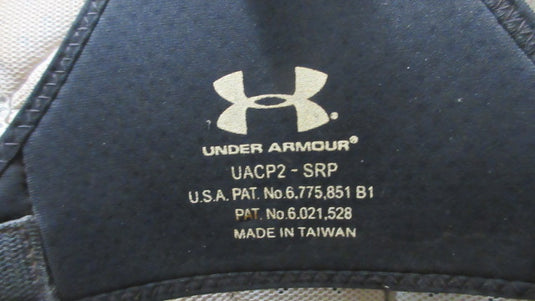 UNDER ARMOUR®
UACP2 - SRP
U.S.A. PAT. No.6,775,851 B1
PAT. No.6,021,528
MADE IN TAIWAN